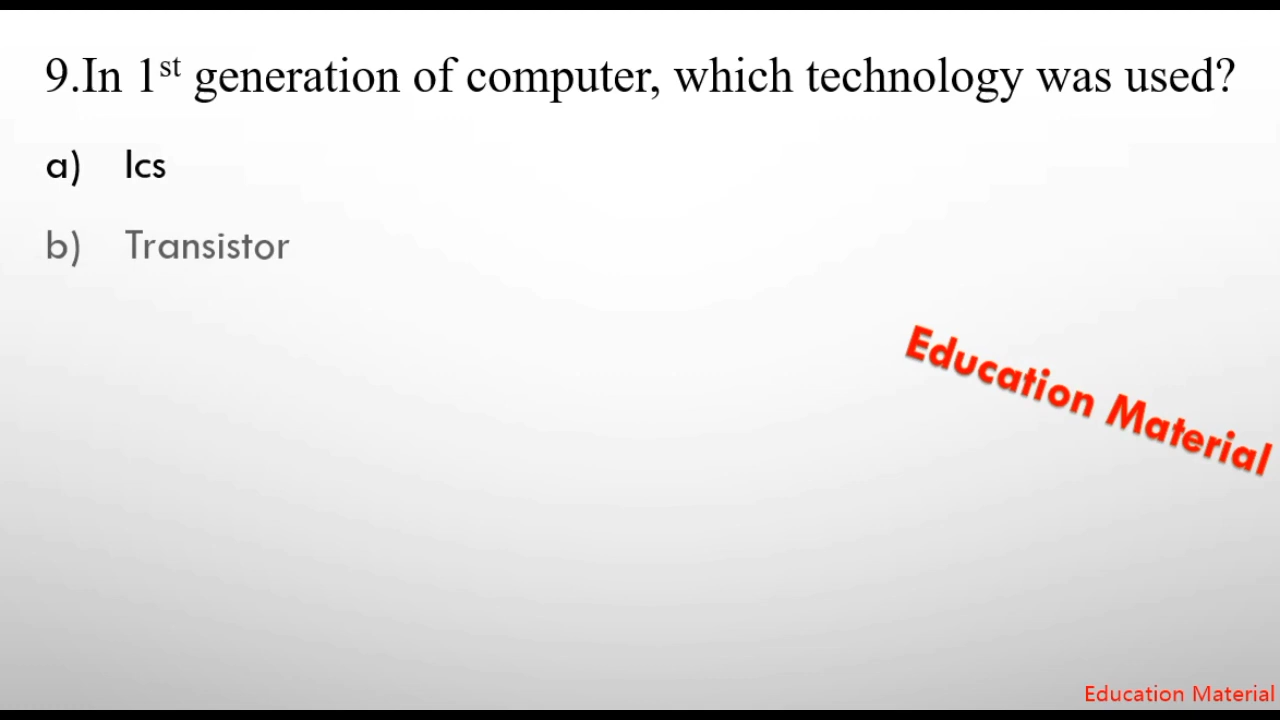 9.In 1st generation of computer, which technology was used?
a) Ics
b) Transistor
Education Material
Education Material